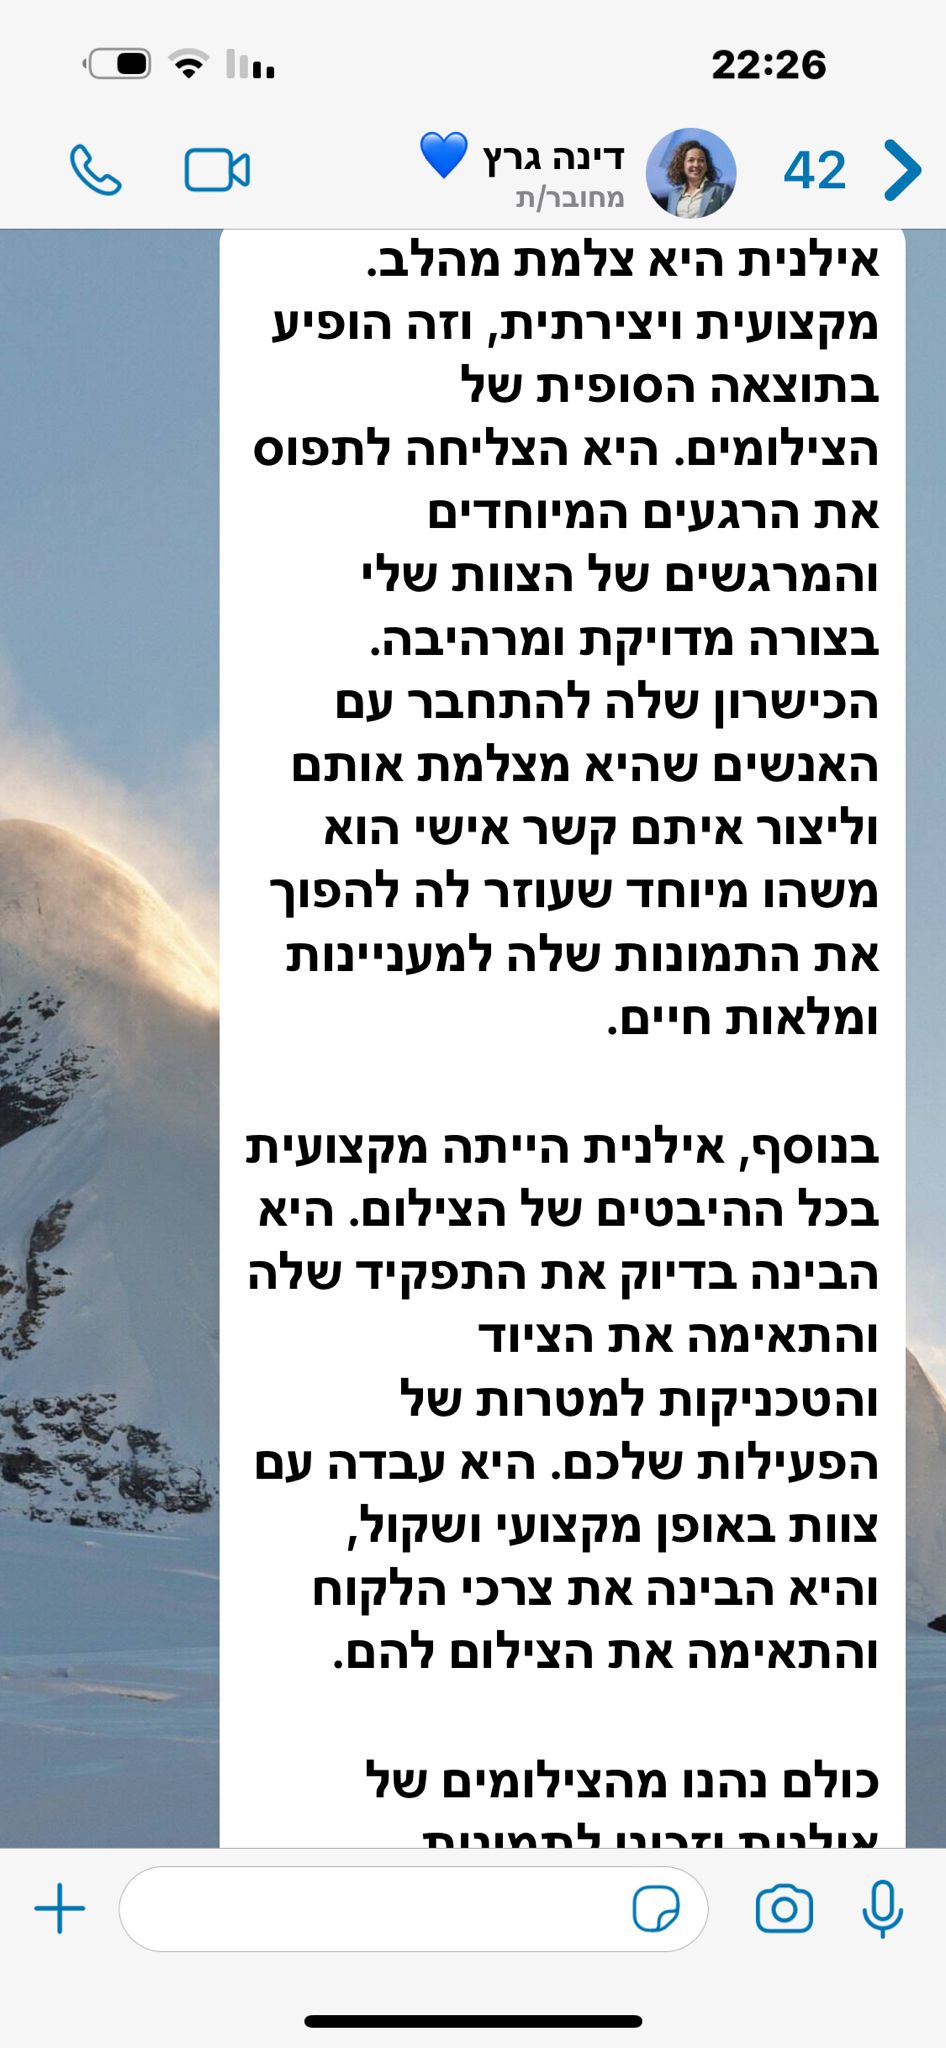 22:26
דינה גרץ 💙
מחובר/ת
42
אילנית היא צלמת מהלב.
מקצועית ויצירתית, וזה הופיע
בתוצאה הסופית של
הצילומים. היא הצליחה לתפוס
את הרגעים המיוחדים
והמרגשים של הצוות שלי
בצורה מדויקת ומרהיבה.
הכישרון שלה להתחבר עם
האנשים שהיא מצלמת אותם
וליצור איתם קשר אישי הוא
משהו מיוחד שעוזר לה להפוך
את התמונות שלה למעניינות
ומלאות חיים.
בנוסף, אילנית הייתה מקצועית
בכל ההיבטים של הצילום. היא
הבינה בדיוק את התפקיד שלה
והתאימה את הציוד
והטכניקות למטרות של
הפעילות שלכם. היא עבדה עם
צוות באופן מקצועי ושקול,
והיא הבינה את צרכי הלקוח
והתאימה את הצילום להם.
כולם נהנו מהצילומים של
אילנית וזכינו לתמונות